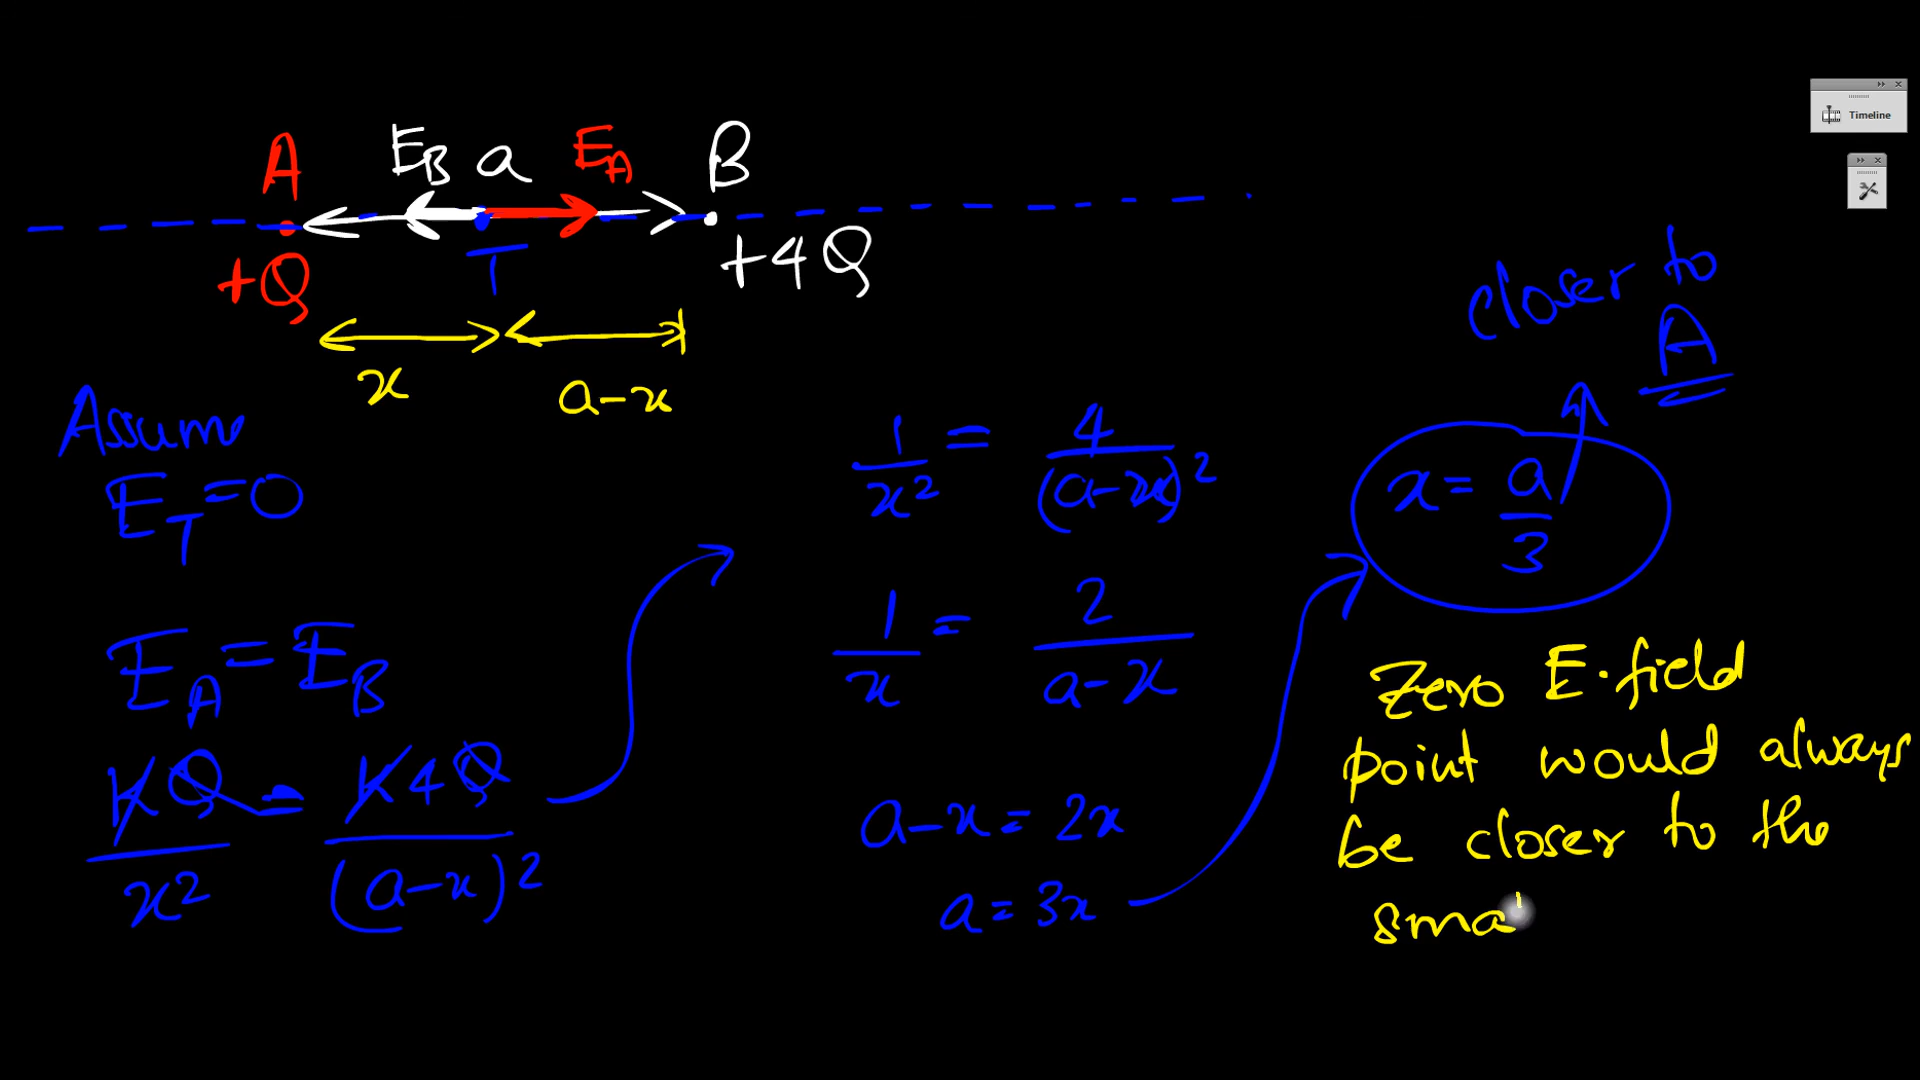 A E_B a E_A B
+Q T +4Q
x a-x
Assume
E_T=0
E_A=E_B
KQ/x² = K4Q/(a-x)²
1/x² = 4/(a-x)²
1/x = 2/a-x
a-x=2x
a=3x
x=a/3
closer to
A
Zero E.field
point would always
be closer to the
sma
Timeline